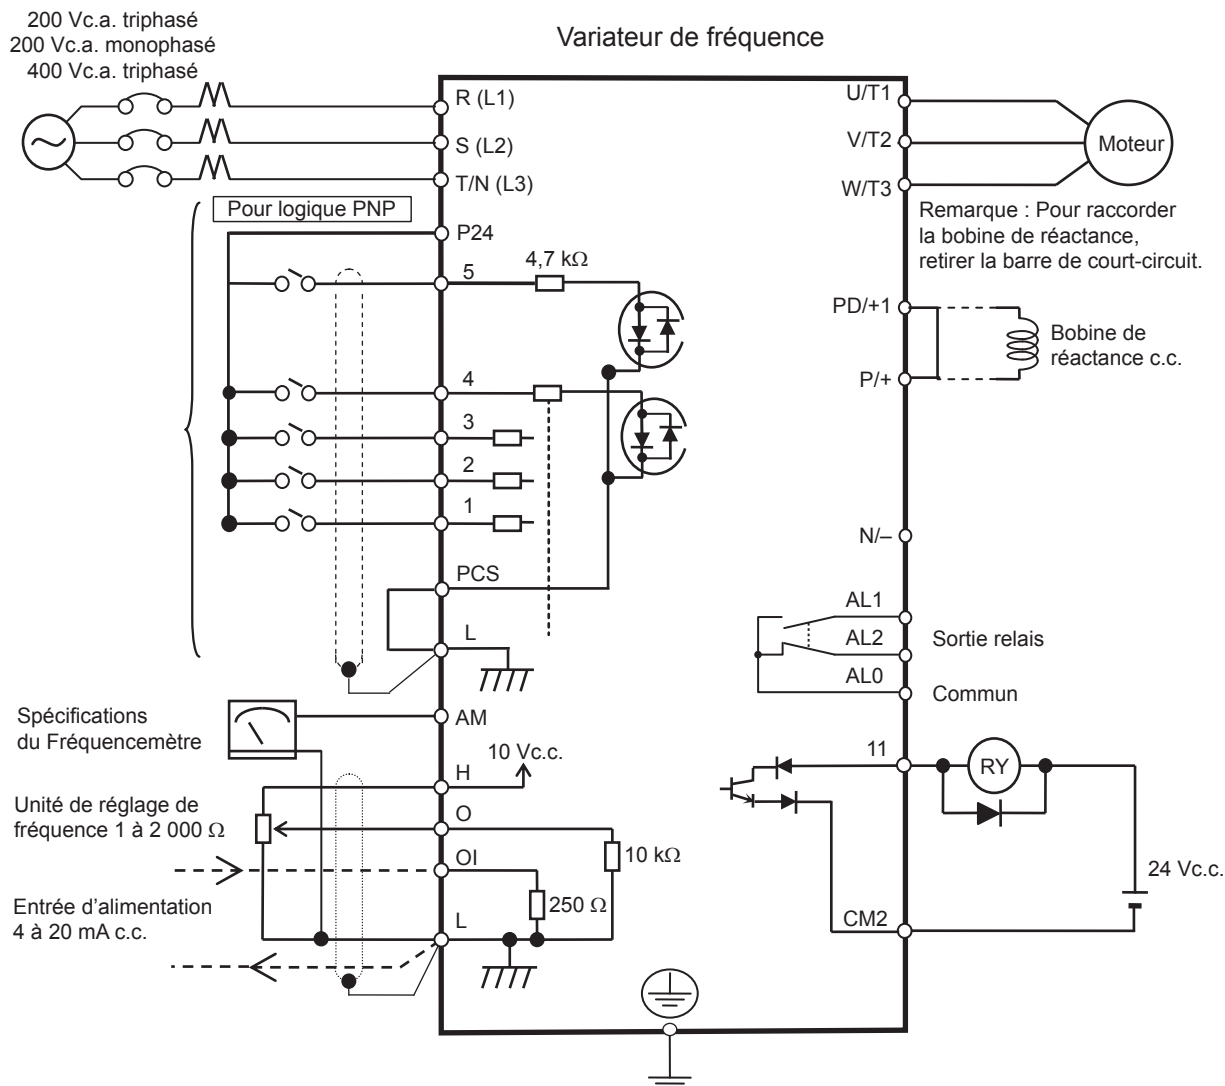 200 Vc.a. triphasé
200 Vc.a. monophasé
400 Vc.a. triphasé
Variateur de fréquence
R (L1)
S (L2)
T/N (L3)
U/T1
V/T2
W/T3
Moteur
Pour logique PNP
P24
Remarque : Pour raccorder
la bobine de réactance,
retirer la barre de court-circuit.
5
4,7 kΩ
4
3
2
1
PD/+1
P/+
Bobine de
réactance c.c.
N/–
PCS
L
AL1
AL2
AL0
Sortie relais
Commun
Spécifications
du Fréquencemètre
AM
10 Vc.c.
H
Unité de réglage de
fréquence 1 à 2 000 Ω
O
10 kΩ
OI
250 Ω
Entrée d’alimentation
4 à 20 mA c.c.
L
11
RY
24 Vc.c.
CM2